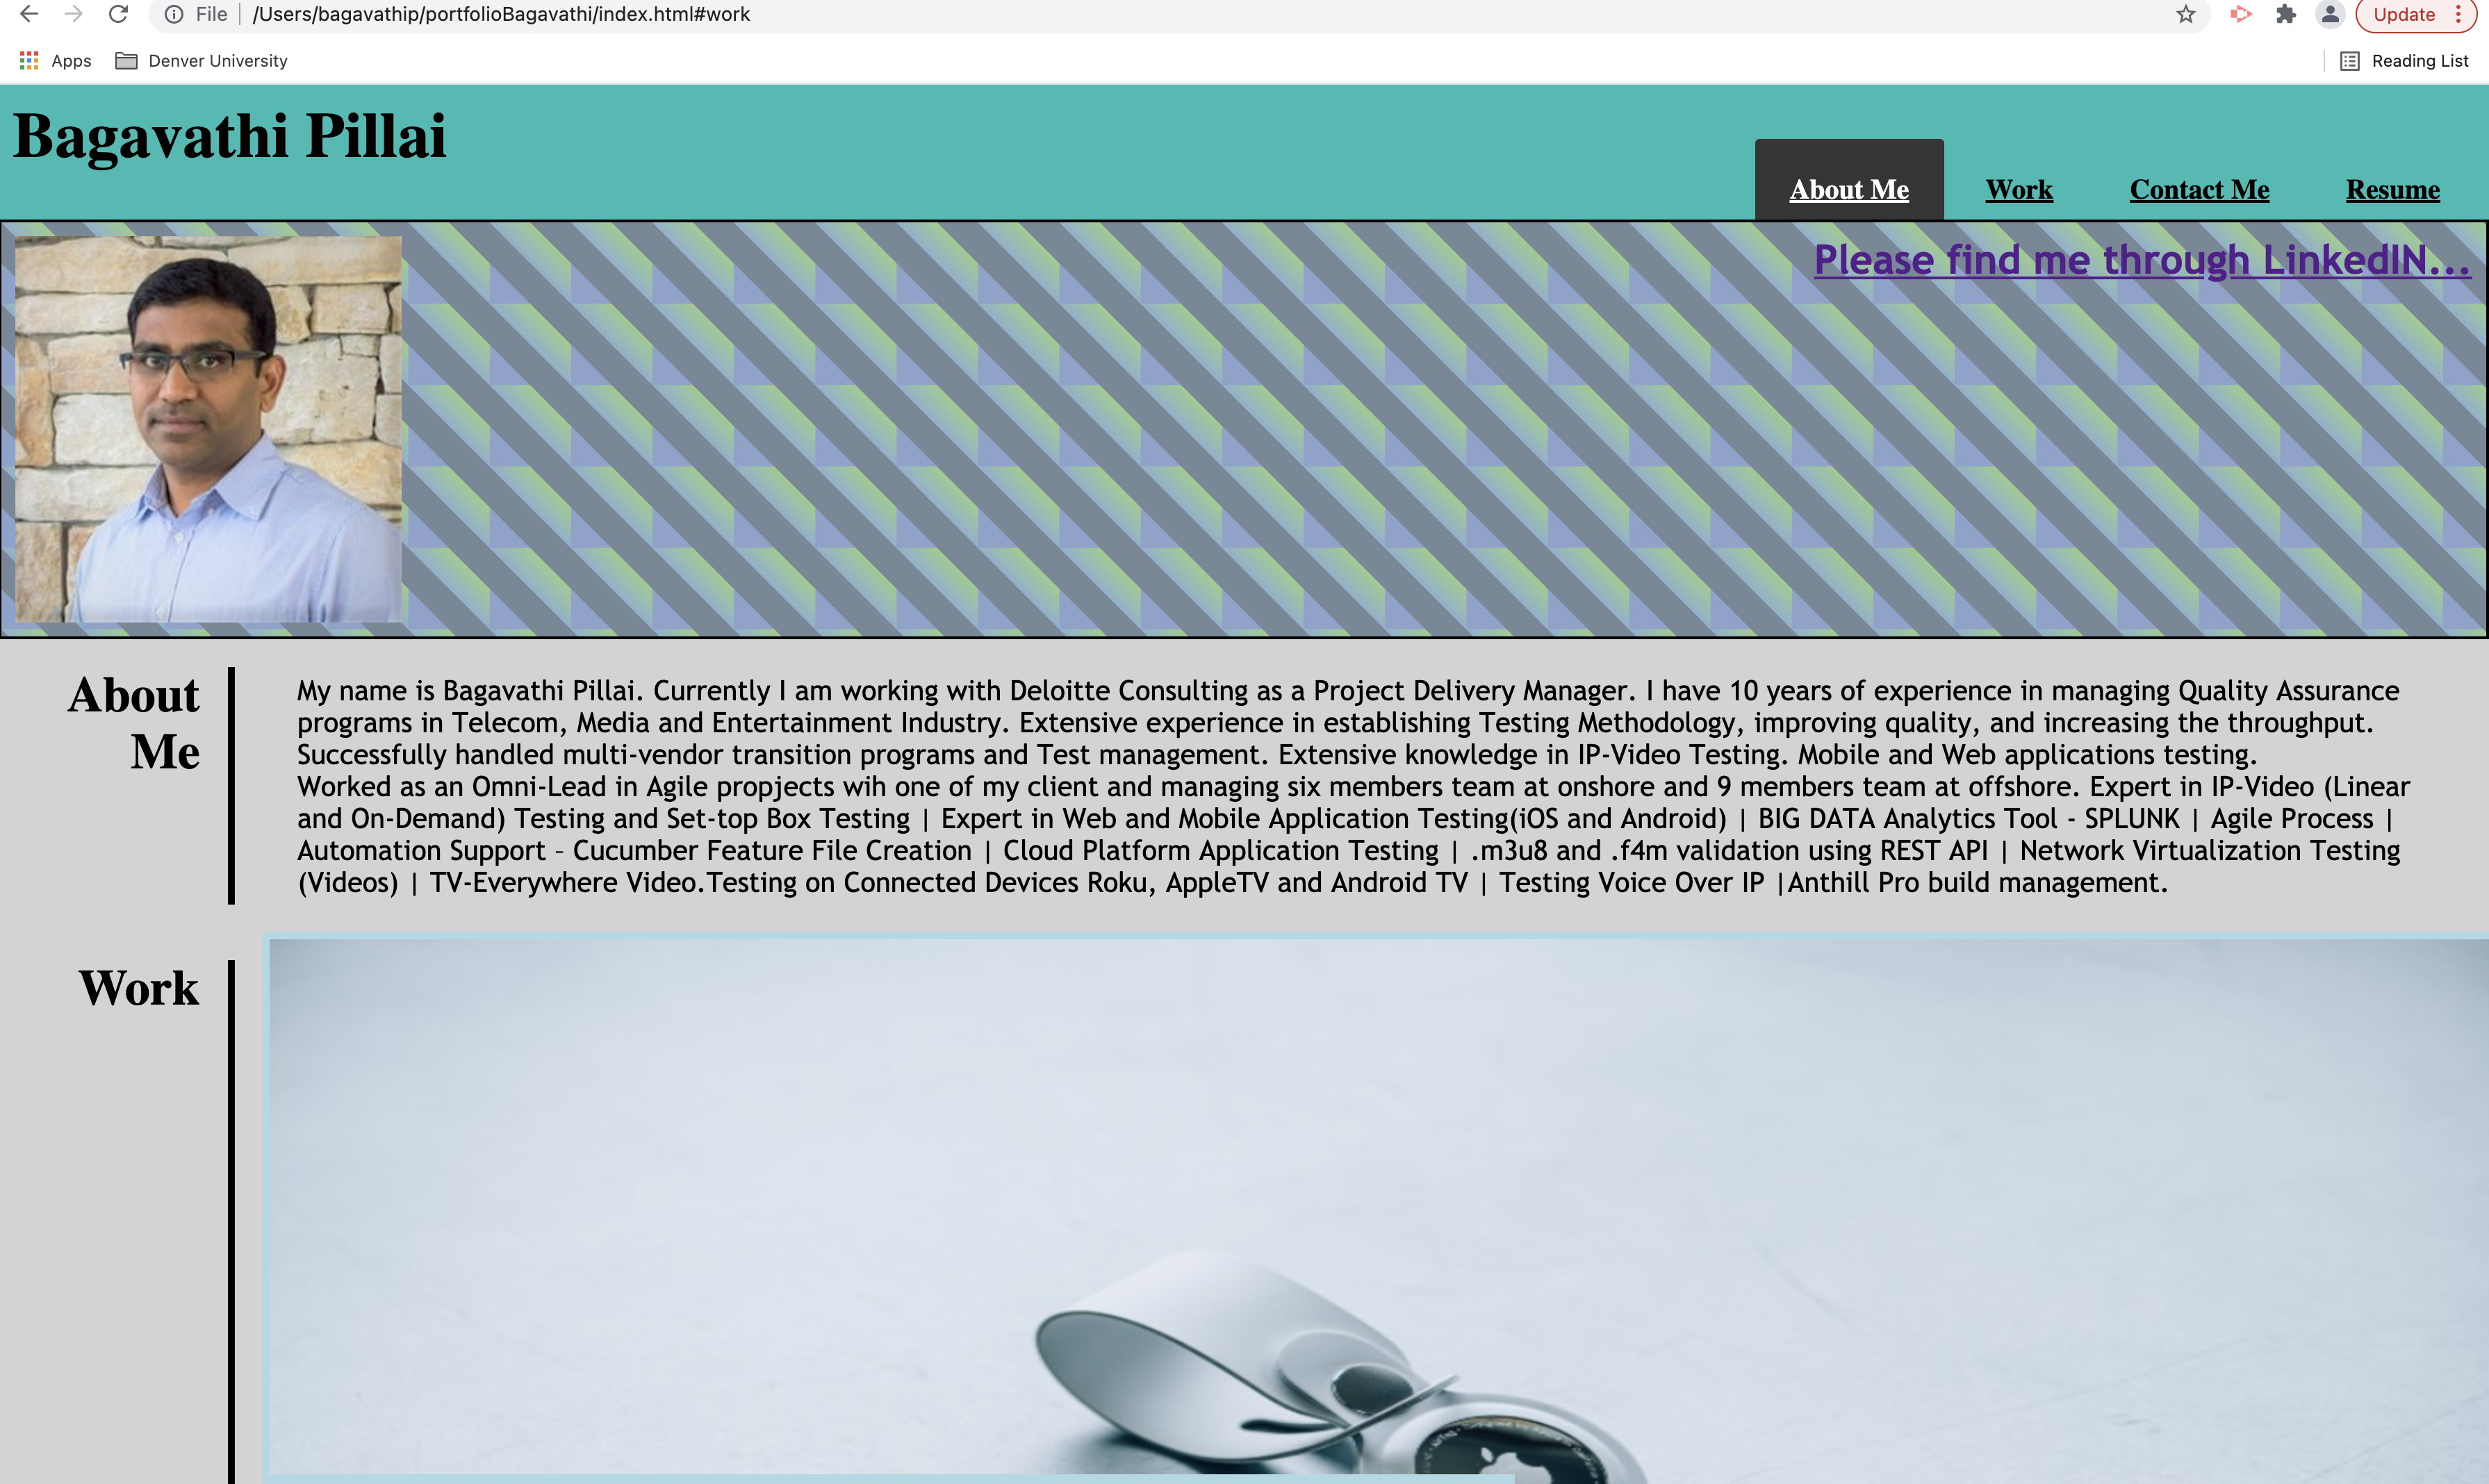 File | /Users/bagavathip/portfolioBagavathi/index.html#work
Update
Apps
Denver University
Reading List
Bagavathi Pillai
About Me
Work
Contact Me
Resume
Please find me through LinkedIN...
About
Me
My name is Bagavathi Pillai. Currently I am working with Deloitte Consulting as a Project Delivery Manager. I have 10 years of experience in managing Quality Assurance
programs in Telecom, Media and Entertainment Industry. Extensive experience in establishing Testing Methodology, improving quality, and increasing the throughput.
Successfully handled multi-vendor transition programs and Test management. Extensive knowledge in IP-Video Testing. Mobile and Web applications testing.
Worked as an Omni-Lead in Agile propjects wih one of my client and managing six members team at onshore and 9 members team at offshore. Expert in IP-Video (Linear
and On-Demand) Testing and Set-top Box Testing | Expert in Web and Mobile Application Testing(iOS and Android) | BIG DATA Analytics Tool - SPLUNK | Agile Process |
Automation Support – Cucumber Feature File Creation | Cloud Platform Application Testing | .m3u8 and .f4m validation using REST API | Network Virtualization Testing
(Videos) | TV-Everywhere Video.Testing on Connected Devices Roku, AppleTV and Android TV | Testing Voice Over IP |Anthill Pro build management.
Work